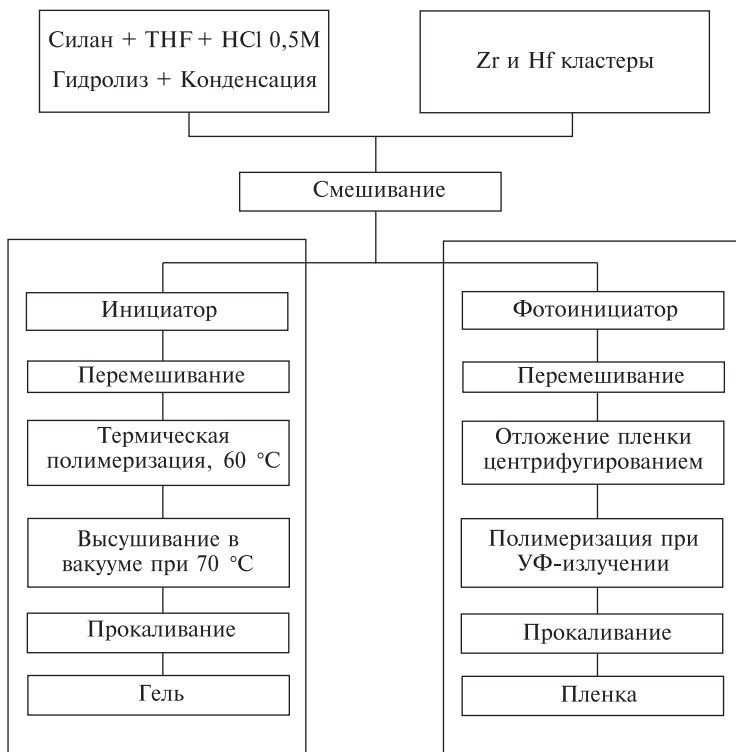 Силан + THF + HCl 0,5M
Гидролиз + Конденсация
Zr и Hf кластеры
Смешивание
Инициатор
Перемешивание
Термическая
полимеризация, 60 °C
Высушивание в
вакууме при 70 °C
Прокаливание
Гель
Фотоинициатор
Перемешивание
Отложение пленки
центрифугированием
Полимеризация при
УФ-излучении
Прокаливание
Пленка